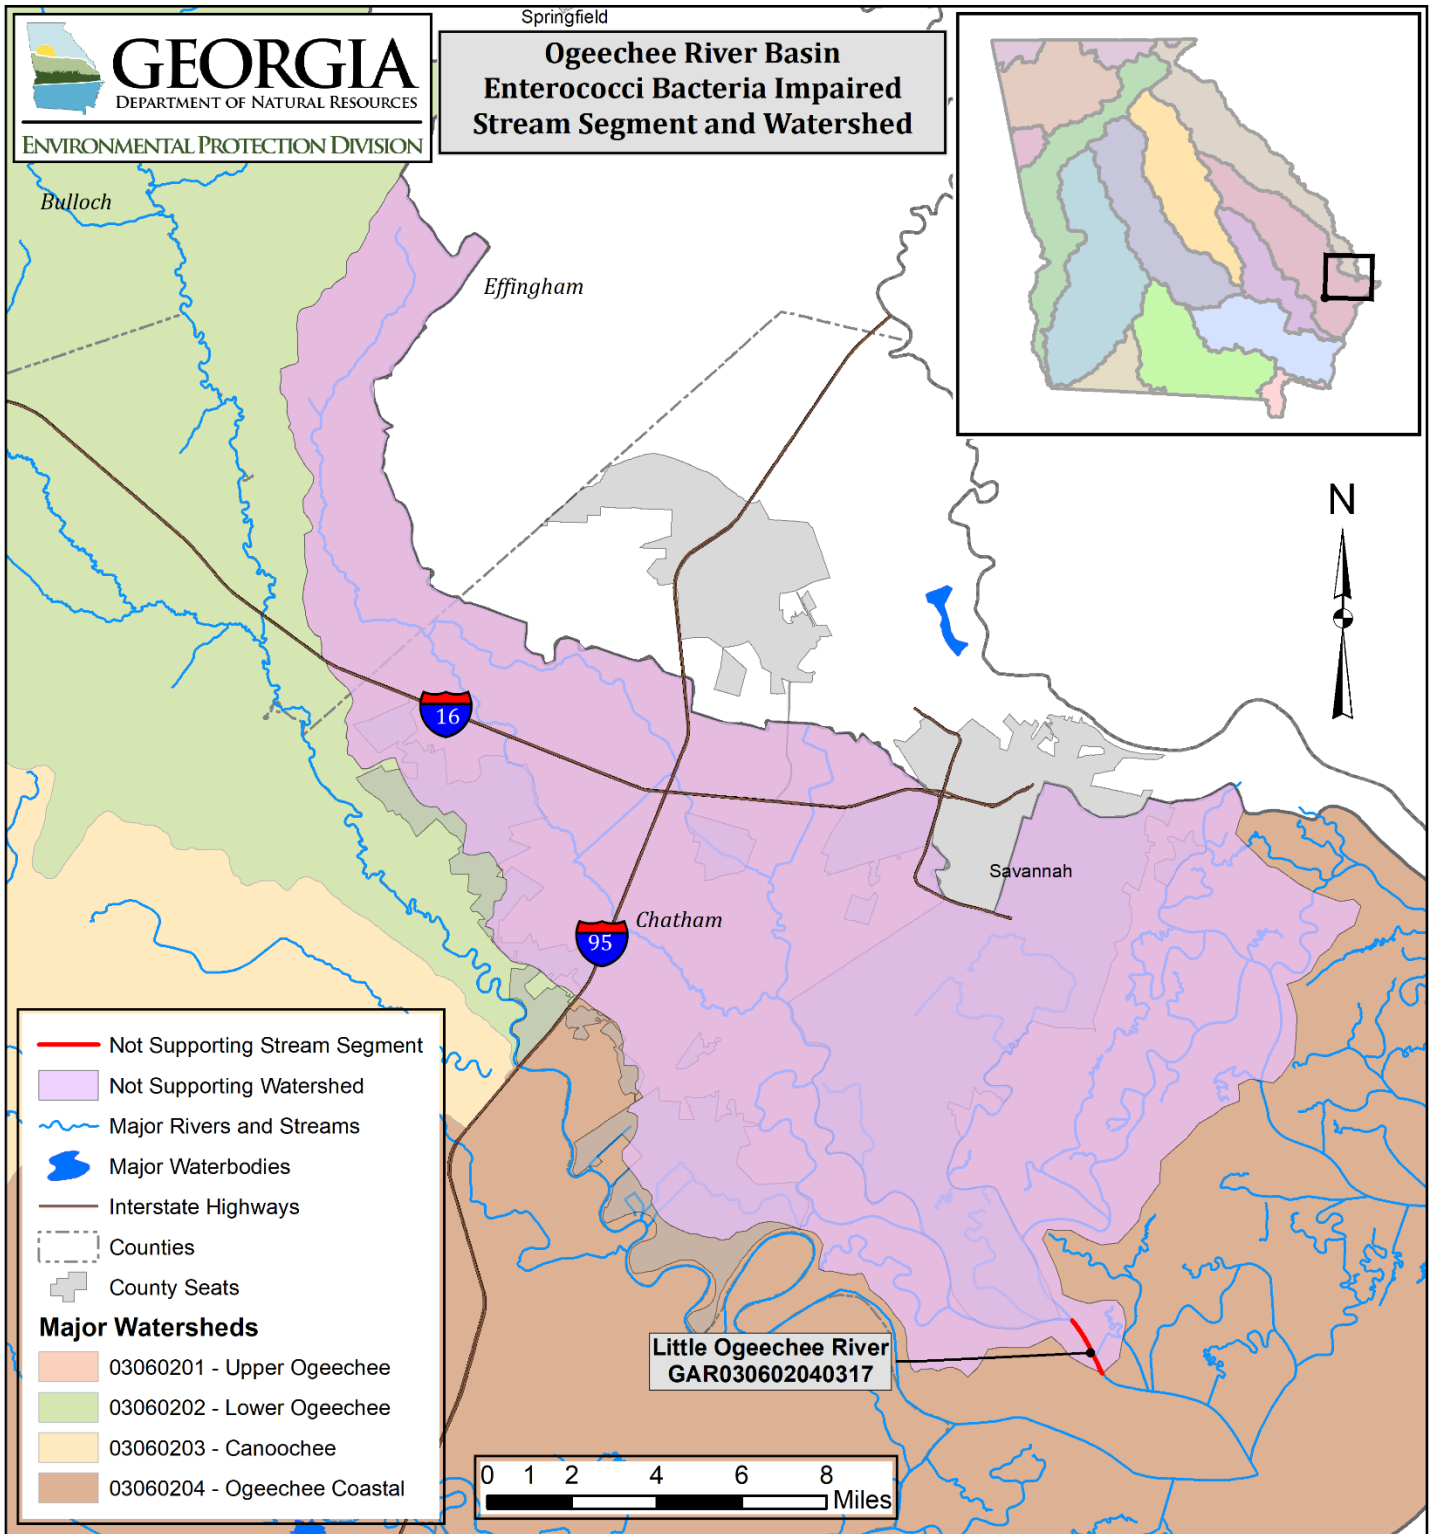 Springfield
GEORGIA
DEPARTMENT OF NATURAL RESOURCES
ENVIRONMENTAL PROTECTION DIVISION
Ogeechee River Basin
Enterococci Bacteria Impaired
Stream Segment and Watershed
Bulloch
Effingham
N
16
Savannah
Chatham
95
Not Supporting Stream Segment
Not Supporting Watershed
Major Rivers and Streams
Major Waterbodies
Interstate Highways
Counties
County Seats
Major Watersheds
03060201 - Upper Ogeechee
03060202 - Lower Ogeechee
03060203 - Canoochee
03060204 - Ogeechee Coastal
Little Ogeechee River
GAR030602040317
0 1 2 4 6 8
Miles